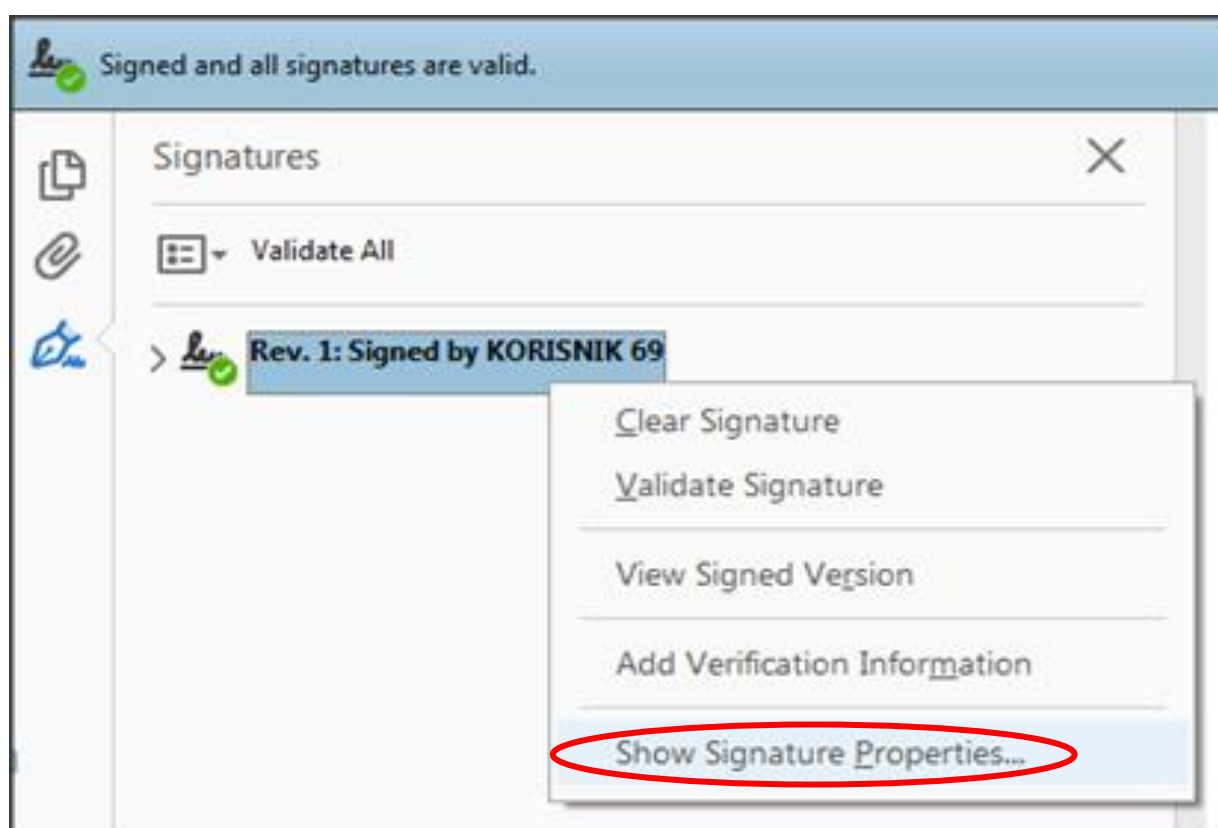 Signed and all signatures are valid.
Signatures
Validate All
Rev. 1: Signed by KORISNIK 69
Clear Signature
Validate Signature
View Signed Version
Add Verification Information
Show Signature Properties...